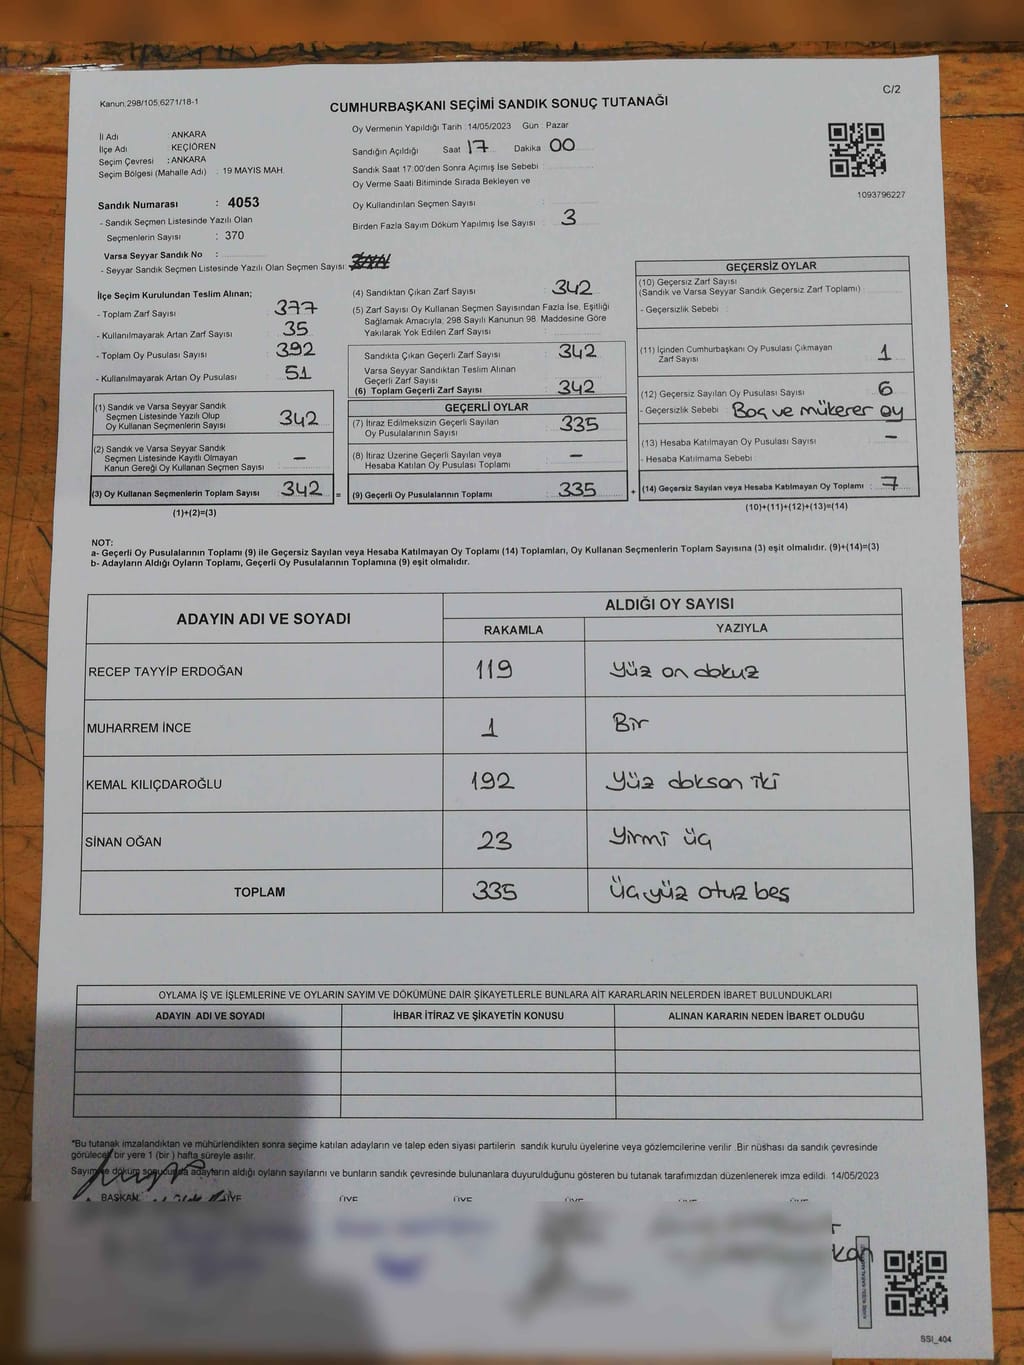 Kanun.298/105,6271/18-1
C/2
CUMHURBAŞKANI SEÇİMİ SANDIK SONUÇ TUTANAĞI
İl Adı : ANKARA
İlçe Adı : KEÇİÖREN
Seçim Çevresi : ANKARA
Seçim Bölgesi (Mahalle Adı) : 19 MAYIS MAH.
Sandık Numarası : 4053
- Sandık Seçmen Listesinde Yazılı Olan
Seçmenlerin Sayısı : 370
Varsa Seyyar Sandık No :
- Seyyar Sandık Seçmen Listesinde Yazılı Olan Seçmen Sayısı:
Oy Vermenin Yapıldığı Tarih : 14/05/2023 Gün : Pazar
Sandığın Açıldığı Saat 17 Dakika 00
Sandık Saat 17:00'den Sonra Açımış İse Sebebi :
Oy Verme Saati Bitiminde Sırada Bekleyen ve
Oy Kullandırılan Seçmen Sayısı :
Birden Fazla Sayım Döküm Yapılmış İse Sayısı : 3
1093796227
İlçe Seçim Kurulundan Teslim Alınan;
- Toplam Zarf Sayısı : 377
- Kullanılmayarak Artan Zarf Sayısı : 35
- Toplam Oy Pusulası Sayısı : 392
- Kullanılmayarak Artan Oy Pusulası : 51
(1) Sandık ve Varsa Seyyar Sandık
Seçmen Listesinde Yazılı Olup
Oy Kullanan Seçmenlerin Sayısı : 342
(2) Sandık ve Varsa Seyyar Sandık
Seçmen Listesinde Kayıtlı Olmayan
Kanun Gereği Oy Kullanan Seçmen Sayısı : –
(3) Oy Kullanan Seçmenlerin Toplam Sayısı : 342 =
(1)+(2)=(3)
(4) Sandıktan Çıkan Zarf Sayısı : 342
(5) Zarf Sayısı Oy Kullanan Seçmen Sayısından Fazla İse, Eşitliği
Sağlamak Amacıyla, 298 Sayılı Kanunun 98. Maddesine Göre
Yakılarak Yok Edilen Zarf Sayısı :
Sandıkta Çıkan Geçerli Zarf Sayısı : 342
Varsa Seyyar Sandıktan Teslim Alınan
Geçerli Zarf Sayısı :
(6) Toplam Geçerli Zarf Sayısı : 342
GEÇERLİ OYLAR
(7) İtiraz Edilmeksizin Geçerli Sayılan
Oy Pusulalarının Sayısı : 335
(8) İtiraz Üzerine Geçerli Sayılan veya
Hesaba Katılan Oy Pusulası Toplamı : –
(9) Geçerli Oy Pusulalarının Toplamı : 335 +
GEÇERSİZ OYLAR
(10) Geçersiz Zarf Sayısı
(Sandık ve Varsa Seyyar Sandık Geçersiz Zarf Toplamı) :
- Geçersizlik Sebebi :
(11) İçinden Cumhurbaşkanı Oy Pusulası Çıkmayan
Zarf Sayısı : 1
(12) Geçersiz Sayılan Oy Pusulası Sayısı : 6
- Geçersizlik Sebebi : Boş ve mükerer oy
(13) Hesaba Katılmayan Oy Pusulası Sayısı : –
- Hesaba Katılmama Sebebi :
(14) Geçersiz Sayılan veya Hesaba Katılmayan Oy Toplamı : 7
(10)+(11)+(12)+(13)=(14)
NOT:
a- Geçerli Oy Pusulalarının Toplamı (9) ile Geçersiz Sayılan veya Hesaba Katılmayan Oy Toplamı (14) Toplamları, Oy Kullanan Seçmenlerin Toplam Sayısına (3) eşit olmalıdır. (9)+(14)=(3)
b- Adayların Aldığı Oyların Toplamı, Geçerli Oy Pusulalarının Toplamına (9) eşit olmalıdır.
ADAYIN ADI VE SOYADI
ALDIĞI OY SAYISI
RAKAMLA YAZIYLA
RECEP TAYYİP ERDOĞAN 119 Yüz on dokuz
MUHARREM İNCE 1 Bir
KEMAL KILIÇDAROĞLU 192 Yüz doksan iki
SİNAN OĞAN 23 Yirmi üç
TOPLAM 335 Üç yüz otuz beş
OYLAMA İŞ VE İŞLEMLERİNE VE OYLARIN SAYIM VE DÖKÜMÜNE DAİR ŞİKAYETLERLE BUNLARA AİT KARARLARIN NELERDEN İBARET BULUNDUKLARI
ADAYIN ADI VE SOYADI İHBAR İTİRAZ VE ŞİKAYETİN KONUSU ALINAN KARARIN NEDEN İBARET OLDUĞU
*Bu tutanak imzalandıktan ve mühürlendikten sonra seçime katılan adayların ve talep eden siyasi partilerin sandık kurulu üyelerine veya gözlemcilerine verilir. Bir nüshası da sandık çevresinde
görülecek bir yere 1 (bir ) hafta süreyle asılır.
Sayım ve döküm sonucunda adayların aldığı oyların sayılarını ve bunların sandık çevresinde bulunanlara duyurulduğunu gösteren bu tutanak tarafımızdan düzenlenerek imza edildi. 14/05/2023
BAŞKAN ÜYE ÜYE ÜYE ÜYE ÜYE ÜYE
SSI_404